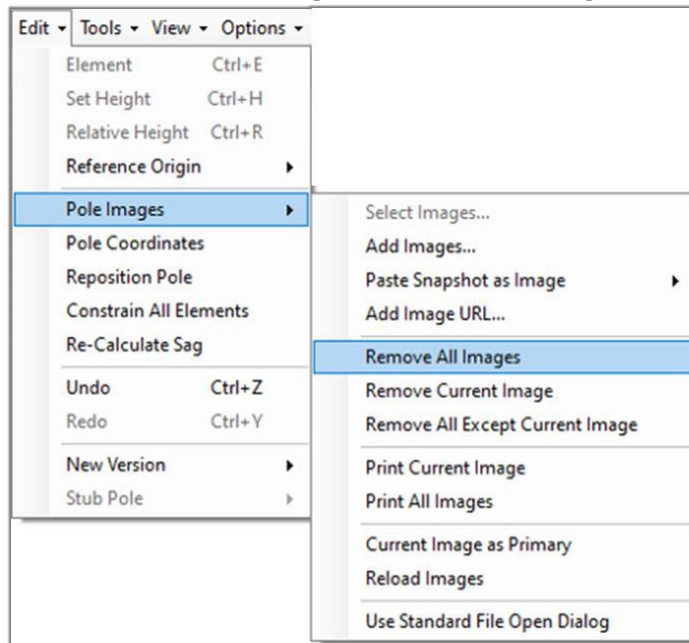 Edit Tools View Options
Element Ctrl+E
Set Height Ctrl+H
Relative Height Ctrl+R
Reference Origin
Pole Images
Pole Coordinates
Reposition Pole
Constrain All Elements
Re-Calculate Sag
Undo Ctrl+Z
Redo Ctrl+Y
New Version
Stub Pole
Select Images...
Add Images...
Paste Snapshot as Image
Add Image URL...
Remove All Images
Remove Current Image
Remove All Except Current Image
Print Current Image
Print All Images
Current Image as Primary
Reload Images
Use Standard File Open Dialog